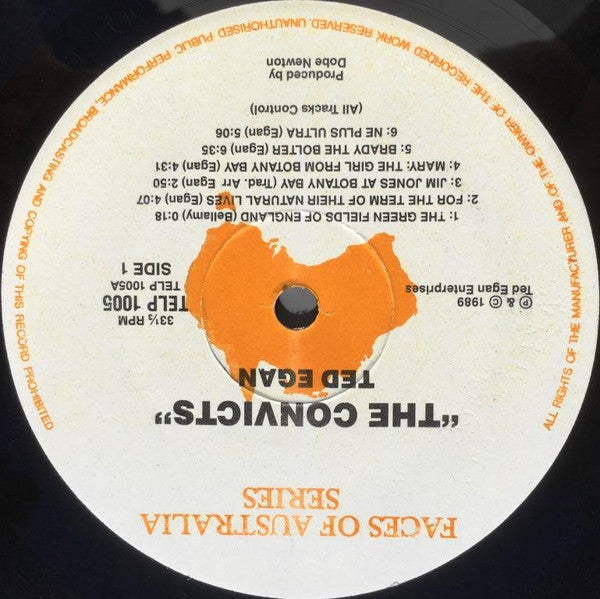 FACES OF AUSTRALIA
SERIES
"THE CONVICTS"
TED EGAN
℗ & © 1989
Ted Egan Enterprises
33⅓ RPM
TELP 1005
TELP 1005A
SIDE 1
1: THE GREEN FIELDS OF ENGLAND (Bellamy) 0:18
2: FOR THE TERM OF THEIR NATURAL LIVES (Egan) 4:07
3: JIM JONES AT BOTANY BAY (Trad. Arr Egan) 2:50
4: MARY: THE GIRL FROM BOTANY BAY (Egan) 4:31
5: BRADY THE BOLTER (Egan) 6:35
6: NE PLUS ULTRA (Egan) 5:06
(All Tracks Control)
Produced by
Dobe Newton
ALL RIGHTS OF THE MANUFACTURER AND OF THE OWNER OF THE RECORDED WORK RESERVED. UNAUTHORISED PUBLIC PERFORMANCE, BROADCASTING AND COPYING OF THIS RECORD PROHIBITED